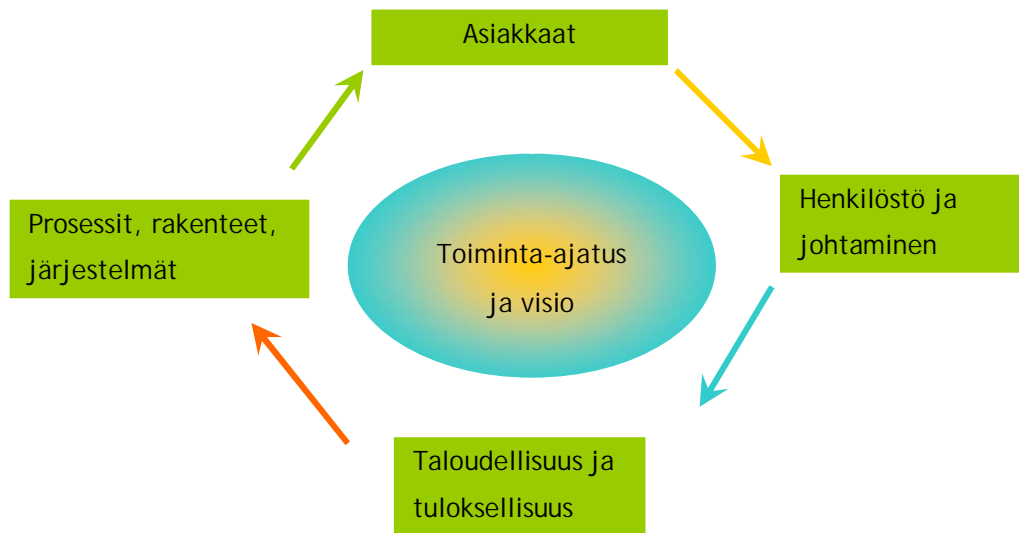 Asiakkaat
Henkilöstö ja
johtaminen
Prosessit, rakenteet,
järjestelmät
Toiminta-ajatus
ja visio
Taloudellisuus ja
tuloksellisuus